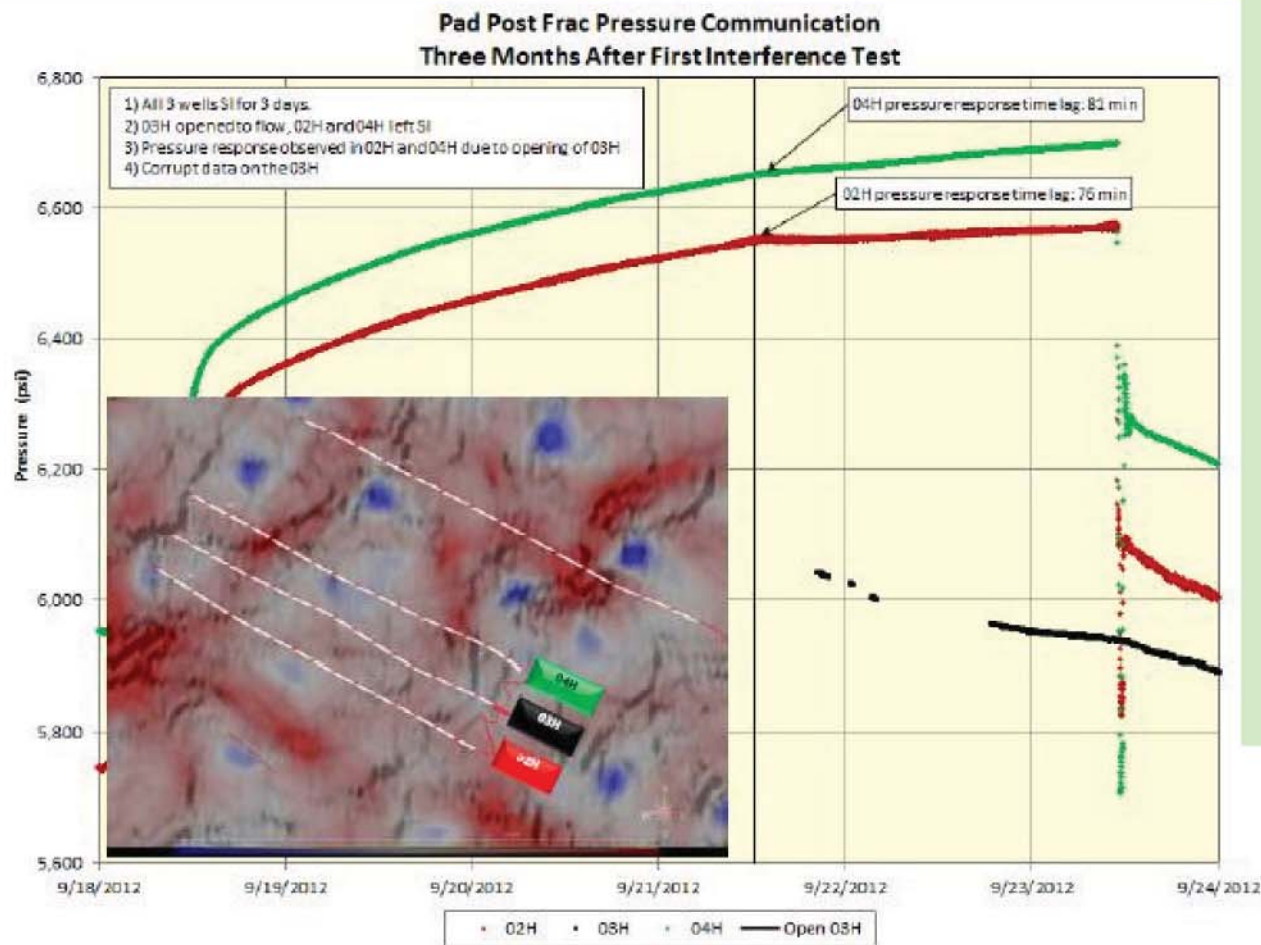 Pad Post Frac Pressure Communication
Three Months After First Interference Test
6,800
6,600
6,400
6,200
6,000
5,800
5,600
Pressure (psi)
1) All 3 wells SI for 3 days.
2) 03H opened to flow, 02H and 04H left SI
3) Pressure response observed in 02H and 04H due to opening of 03H
4) Corrupt data on the 03H
04H pressure response time lag: 81 min
02H pressure response time lag: 76 min
04H
03H
02H
9/18/2012
9/19/2012
9/20/2012
9/21/2012
9/22/2012
9/23/2012
9/24/2012
02H
03H
04H
Open 03H